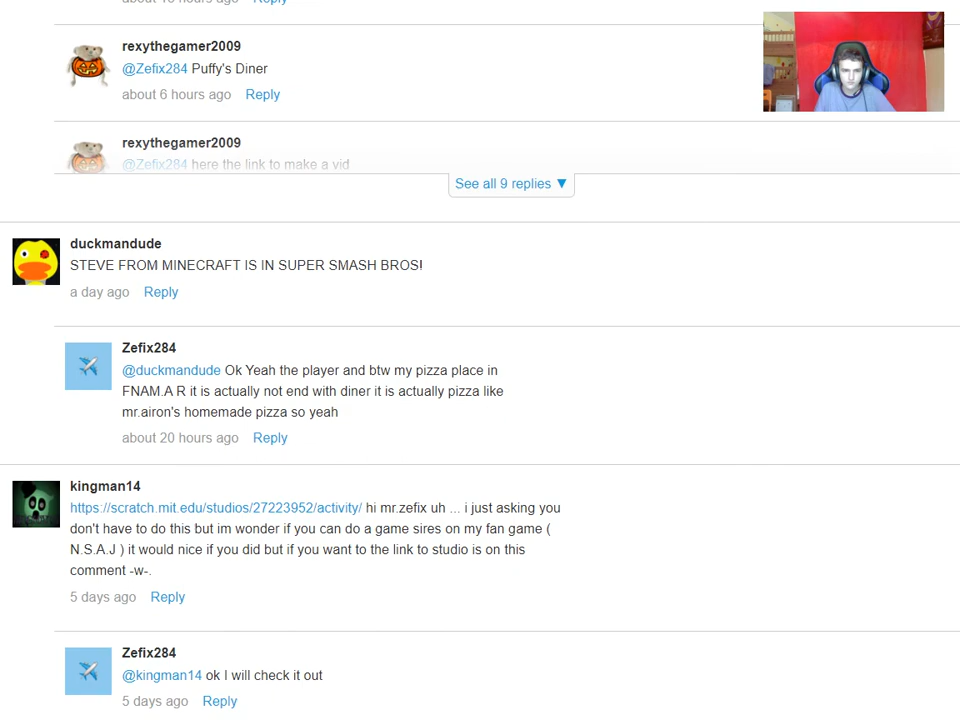 about 10 hours ago Reply
rexythegamer2009
@Zefix284 Puffy's Diner
about 6 hours ago Reply
rexythegamer2009
@Zefix284 here the link to make a vid
See all 9 replies ▼
duckmandude
STEVE FROM MINECRAFT IS IN SUPER SMASH BROS!
a day ago Reply
Zefix284
@duckmandude Ok Yeah the player and btw my pizza place in
FNAM.A R it is actually not end with diner it is actually pizza like
mr.airon's homemade pizza so yeah
about 20 hours ago Reply
kingman14
https://scratch.mit.edu/studios/27223952/activity/ hi mr.zefix uh ... i just asking you
don't have to do this but im wonder if you can do a game sires on my fan game (
N.S.A.J ) it would nice if you did but if you want to the link to studio is on this
comment -w-.
5 days ago Reply
Zefix284
@kingman14 ok I will check it out
5 days ago Reply